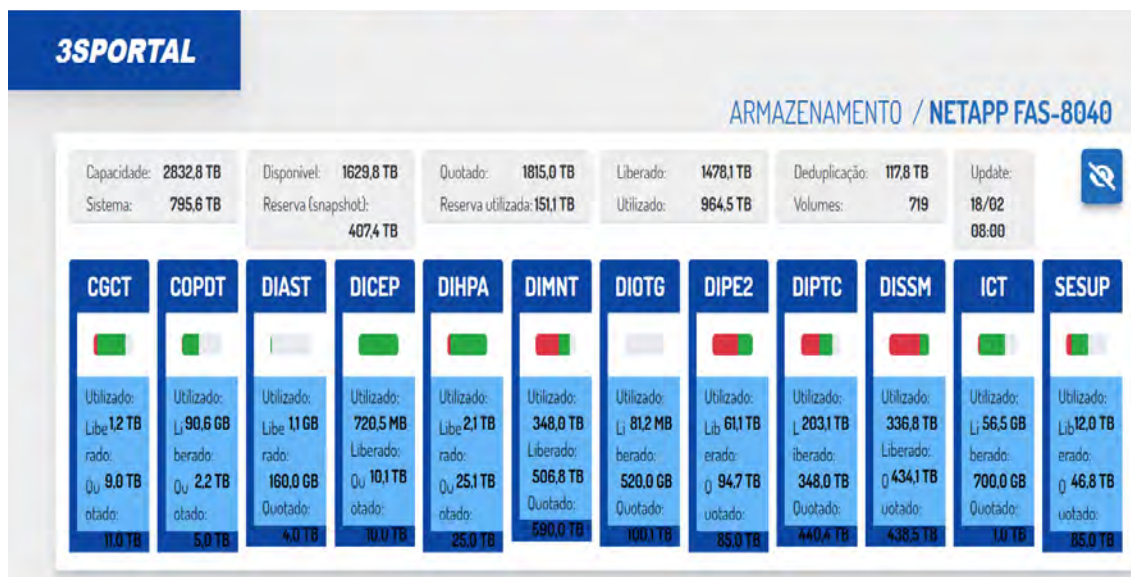 3SPORTAL
ARMAZENAMENTO / NETAPP FAS-8040
Capacidade: 2832,8 TB
Sistema: 795,6 TB
Disponivel: 1629,8 TB
Reserva (snapshot):
407,4 TB
Quotado: 1815,0 TB
Reserva utilizada: 151,1 TB
Liberado: 1478,1 TB
Utilizado: 964,5 TB
Deduplicação: 117,8 TB
Volumes: 719
Update:
18/02
08:00
CGCT
Utilizado:
Libe 1,2 TB
rado:
Qu 9,0 TB
otado:
11,0 TB
COPDT
Utilizado:
Li 90,6 GB
berado:
Qu 2,2 TB
otado:
5,0 TB
DIAST
Utilizado:
Libe 1,1 GB
rado:
160,0 GB
Quotado:
4,0 TB
DICEP
Utilizado:
720,5 MB
Liberado:
Qu 10,1 TB
otado:
10,0 TB
DIHPA
Utilizado:
Libe 2,1 TB
rado:
Qu 25,1 TB
otado:
25,0 TB
DIMNT
Utilizado:
348,0 TB
Liberado:
506,8 TB
Quotado:
590,0 TB
DIOTG
Utilizado:
Li 81,2 MB
berado:
520,0 GB
Quotado:
100,1 TB
DIPE2
Utilizado:
Lib 61,1 TB
erado:
Q 94,7 TB
uotado:
85,0 TB
DIPTC
Utilizado:
L 203,1 TB
iberado:
348,0 TB
Quotado:
440,4 TB
DISSM
Utilizado:
336,8 TB
Liberado:
Q 434,1 TB
uotado:
438,5 TB
ICT
Utilizado:
Li 56,5 GB
berado:
700,0 GB
Quotado:
1,0 TB
SESUP
Utilizado:
Lib 12,0 TB
erado:
Q 46,8 TB
uotado:
85,0 TB